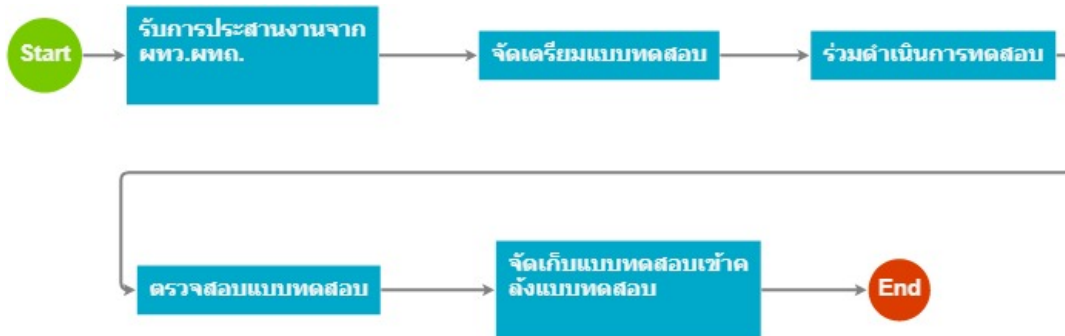 Start
รับการประสานงานจาก
ผทว.ผทถ.
จัดเตรียมแบบทดสอบ
ร่วมดำเนินการทดสอบ
ตรวจสอบแบบทดสอบ
จัดเก็บแบบทดสอบเข้าค
ลังแบบทดสอบ
End